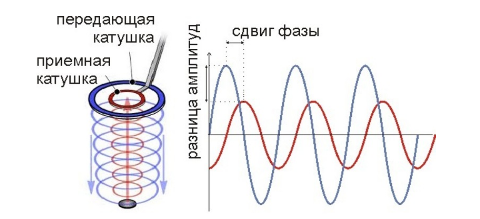 передающая
катушка
приемная
катушка
разница амплитуд
сдвиг фазы